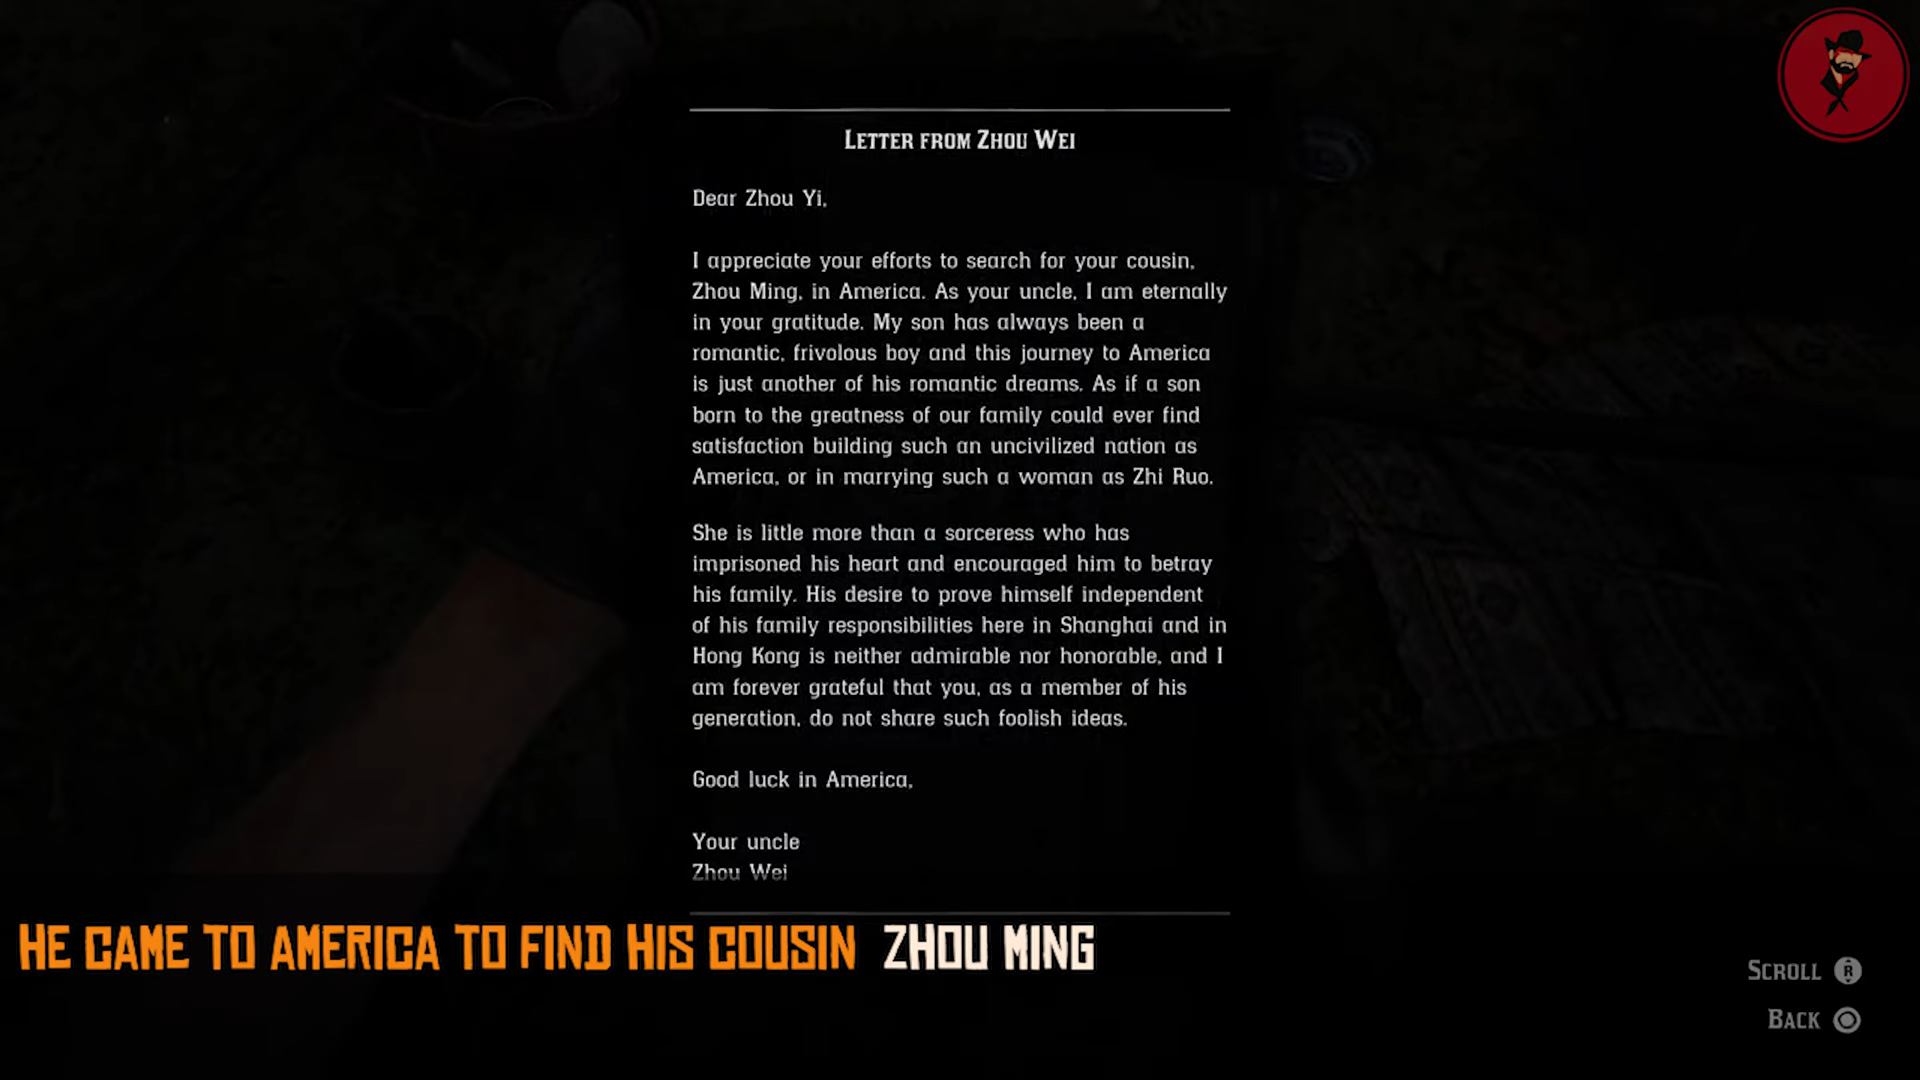 LETTER FROM ZHOU WEI
Dear Zhou Yi,
I appreciate your efforts to search for your cousin,
Zhou Ming, in America. As your uncle, I am eternally
in your gratitude. My son has always been a
romantic, frivolous boy and this journey to America
is just another of his romantic dreams. As if a son
born to the greatness of our family could ever find
satisfaction building such an uncivilized nation as
America, or in marrying such a woman as Zhi Ruo.
She is little more than a sorceress who has
imprisoned his heart and encouraged him to betray
his family. His desire to prove himself independent
of his family responsibilities here in Shanghai and in
Hong Kong is neither admirable nor honorable, and I
am forever grateful that you, as a member of his
generation, do not share such foolish ideas.
Good luck in America,
Your uncle
Zhou Wei
HE CAME TO AMERICA TO FIND HIS COUSIN ZHOU MING
SCROLL R
BACK